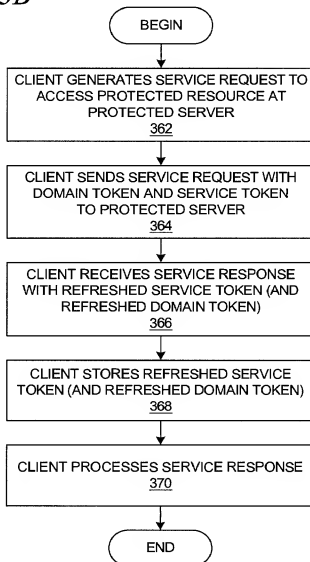 BEGIN
CLIENT GENERATES SERVICE REQUEST TO
ACCESS PROTECTED RESOURCE AT
PROTECTED SERVER
362
CLIENT SENDS SERVICE REQUEST WITH
DOMAIN TOKEN AND SERVICE TOKEN
TO PROTECTED SERVER
364
CLIENT RECEIVES SERVICE RESPONSE
WITH REFRESHED SERVICE TOKEN (AND
REFRESHED DOMAIN TOKEN)
366
CLIENT STORES REFRESHED SERVICE
TOKEN (AND REFRESHED DOMAIN TOKEN)
368
CLIENT PROCESSES SERVICE RESPONSE
370
END